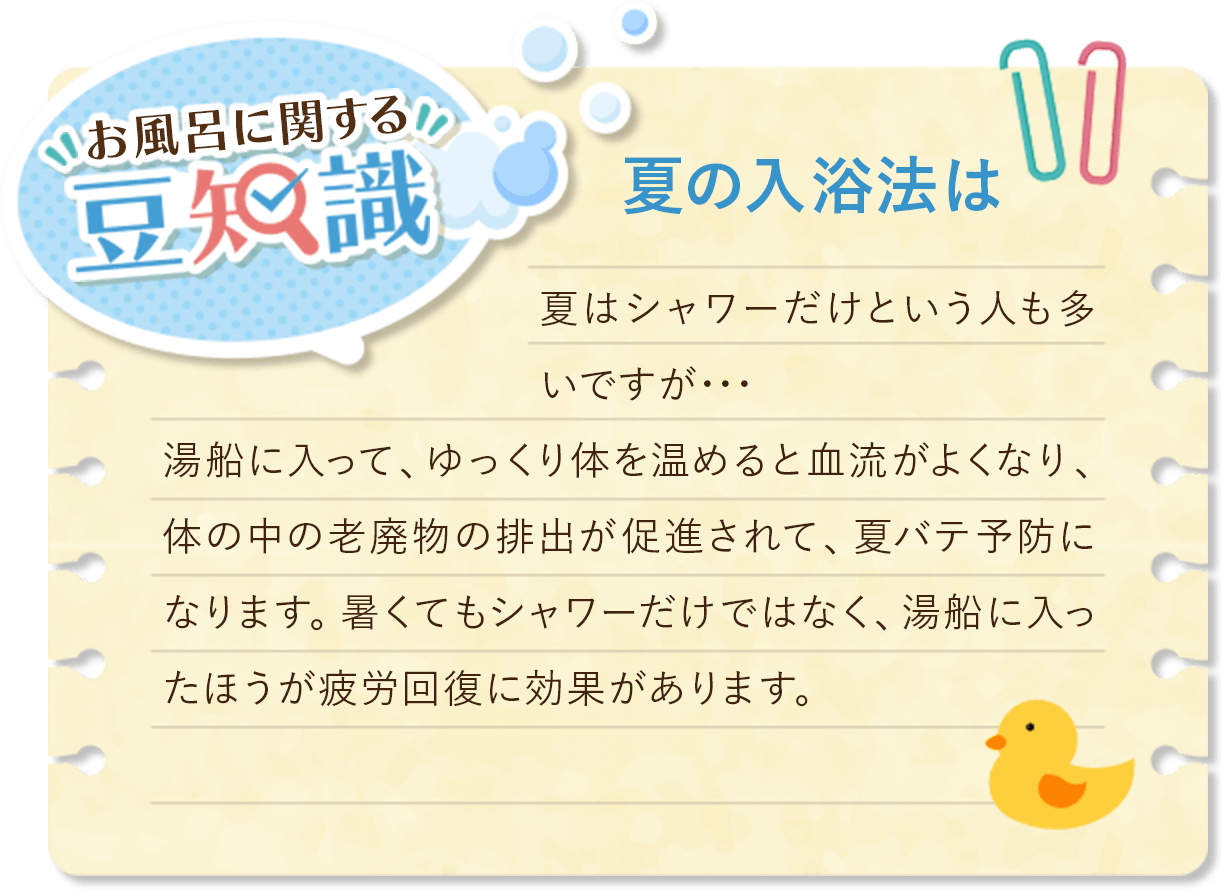 お風呂に関する
豆知識
夏の入浴法は
夏はシャワーだけという人も多
いですが・・・
湯船に入って、ゆっくり体を温めると血流がよくなり、
体の中の老廃物の排出が促進されて、夏バテ予防に
なります。暑くてもシャワーだけではなく、湯船に入っ
たほうが疲労回復に効果があります。